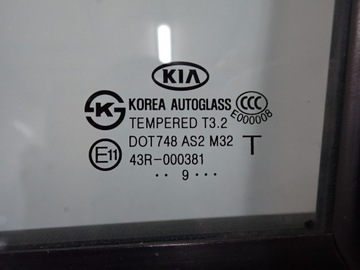 KIA
KOREA AUTOGLASS CCC
E000008
TEMPERED T3.2
DOT748 AS2 M32 T
E11 43R-000381
·· 9 ···